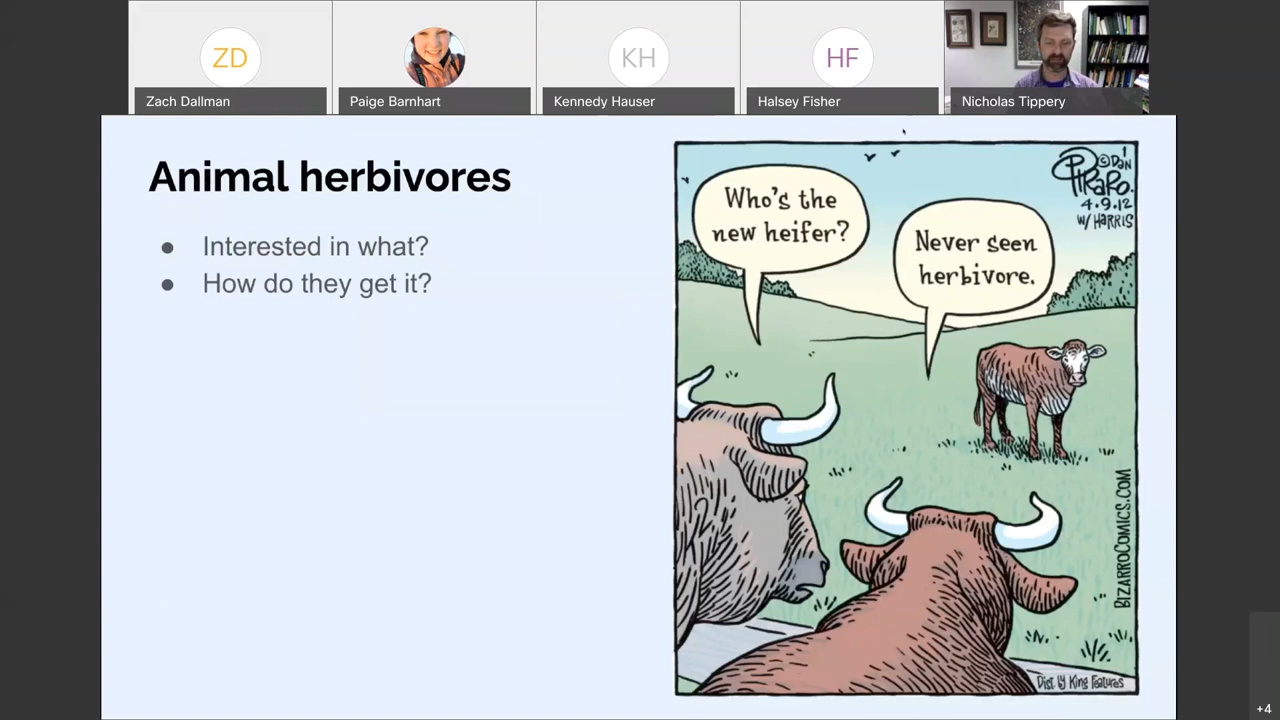 ZD
KH
HF
Zach Dallman
Paige Barnhart
Kennedy Hauser
Halsey Fisher
Nicholas Tippery
Animal herbivores
● Interested in what?
● How do they get it?
Who's the
new heifer?
Never seen
herbivore.
©DAN
PIRARO.
4.9.12
W/ HARRIS
BIZARROCOMICS.COM
Dist. by King Features
+4